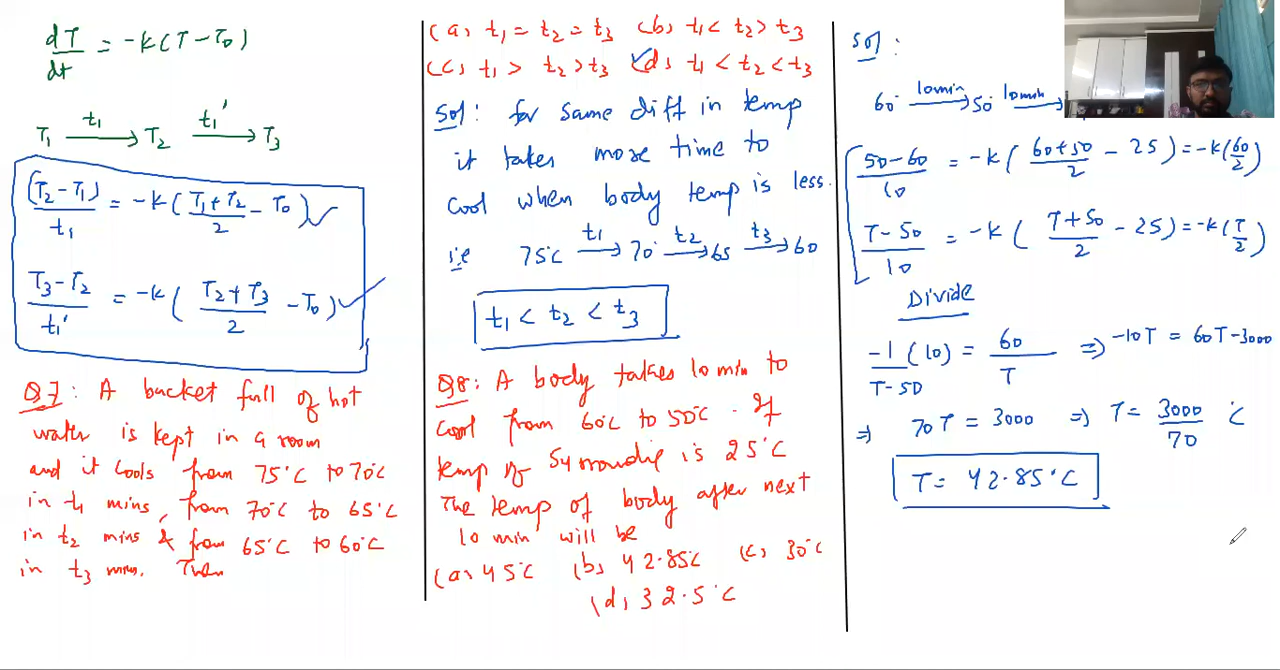 dT/dt = -k(T-T₀)
T₁ —t₁→ T₂ —t₁'→ T₃
(T₂-T₁)/t₁ = -k((T₁+T₂)/2 - T₀)
(T₃-T₂)/t₁' = -k((T₂+T₃)/2 - T₀)
Q7: A bucket full of hot
water is kept in a room
and it cools from 75°C to 70°C
in t₁ mins, from 70°C to 65°C
in t₂ mins & from 65°C to 60°C
in t₃ min. Then
(a) t₁ = t₂ = t₃ (b) t₁ < t₂ > t₃
(c) t₁ > t₂ > t₃ (d) t₁ < t₂ < t₃
Sol: for same diff in temp
it takes more time to
cool when body temp is less.
i.e 75°C —t₁→ 70° —t₂→ 65 —t₃→ 60
t₁ < t₂ < t₃
Q8: A body takes 10 min to
cool from 60°C to 50°C. If
temp of is 25°C
The temp of body after next
10 min will be
(a) 45°C (b) 42.85°C (c) 30°C
(d) 32.5°C
Sol:
60° —10min→ 50° —10min→
(50-60)/10 = -k((60+50)/2 - 25) = -k(60/2)
(T-50)/10 = -k((T+50)/2 - 25) = -k(T/2)
Divide
-1/(T-50) (10) = 60/T ⇒ -10T = 60T-3000
⇒ 70T = 3000 ⇒ T = 3000/70 °C
T = 42.85°C